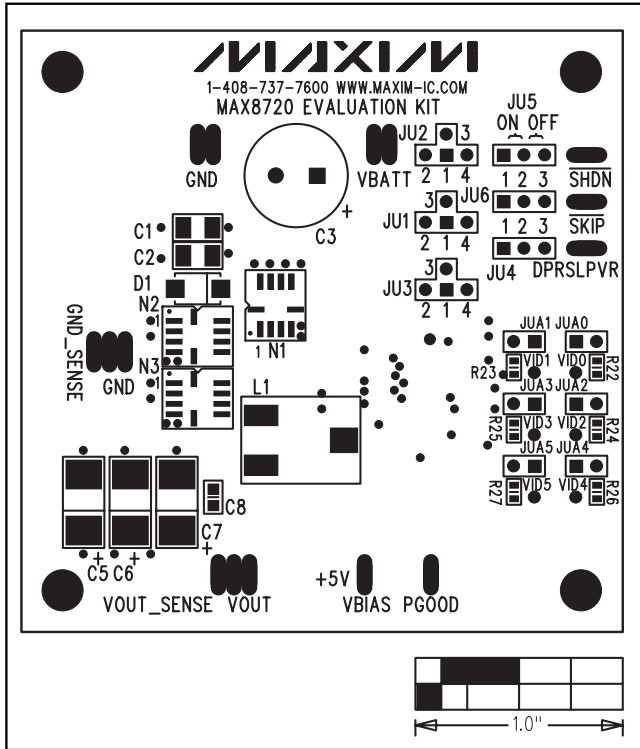 MAXIM
1-408-737-7600 WWW.MAXIM-IC.COM
MAX8720 EVALUATION KIT
JU5
ON OFF
JU2 3
2 1 4
1 2 3
GND
VBATT
SHDN
C3 +
JU6
3
JU1
2 1 4
1 2 3
SKIP
C1
C2
JU4
DPRSLPVR
D1
3
JU3
2 1 4
N2
1
N1
1
GND_SENSE
GND
N3
1
L1
JUA1 JUA0
R23 VID1 VID0 R22
JUA3 JUA2
R25 VID3 VID2 R24
JUA5 JUA4
R27 VID5 VID4 R26
C8
C7
+
C5 + C6 +
+5V
VOUT_SENSE VOUT
VBIAS PGOOD
1.0"